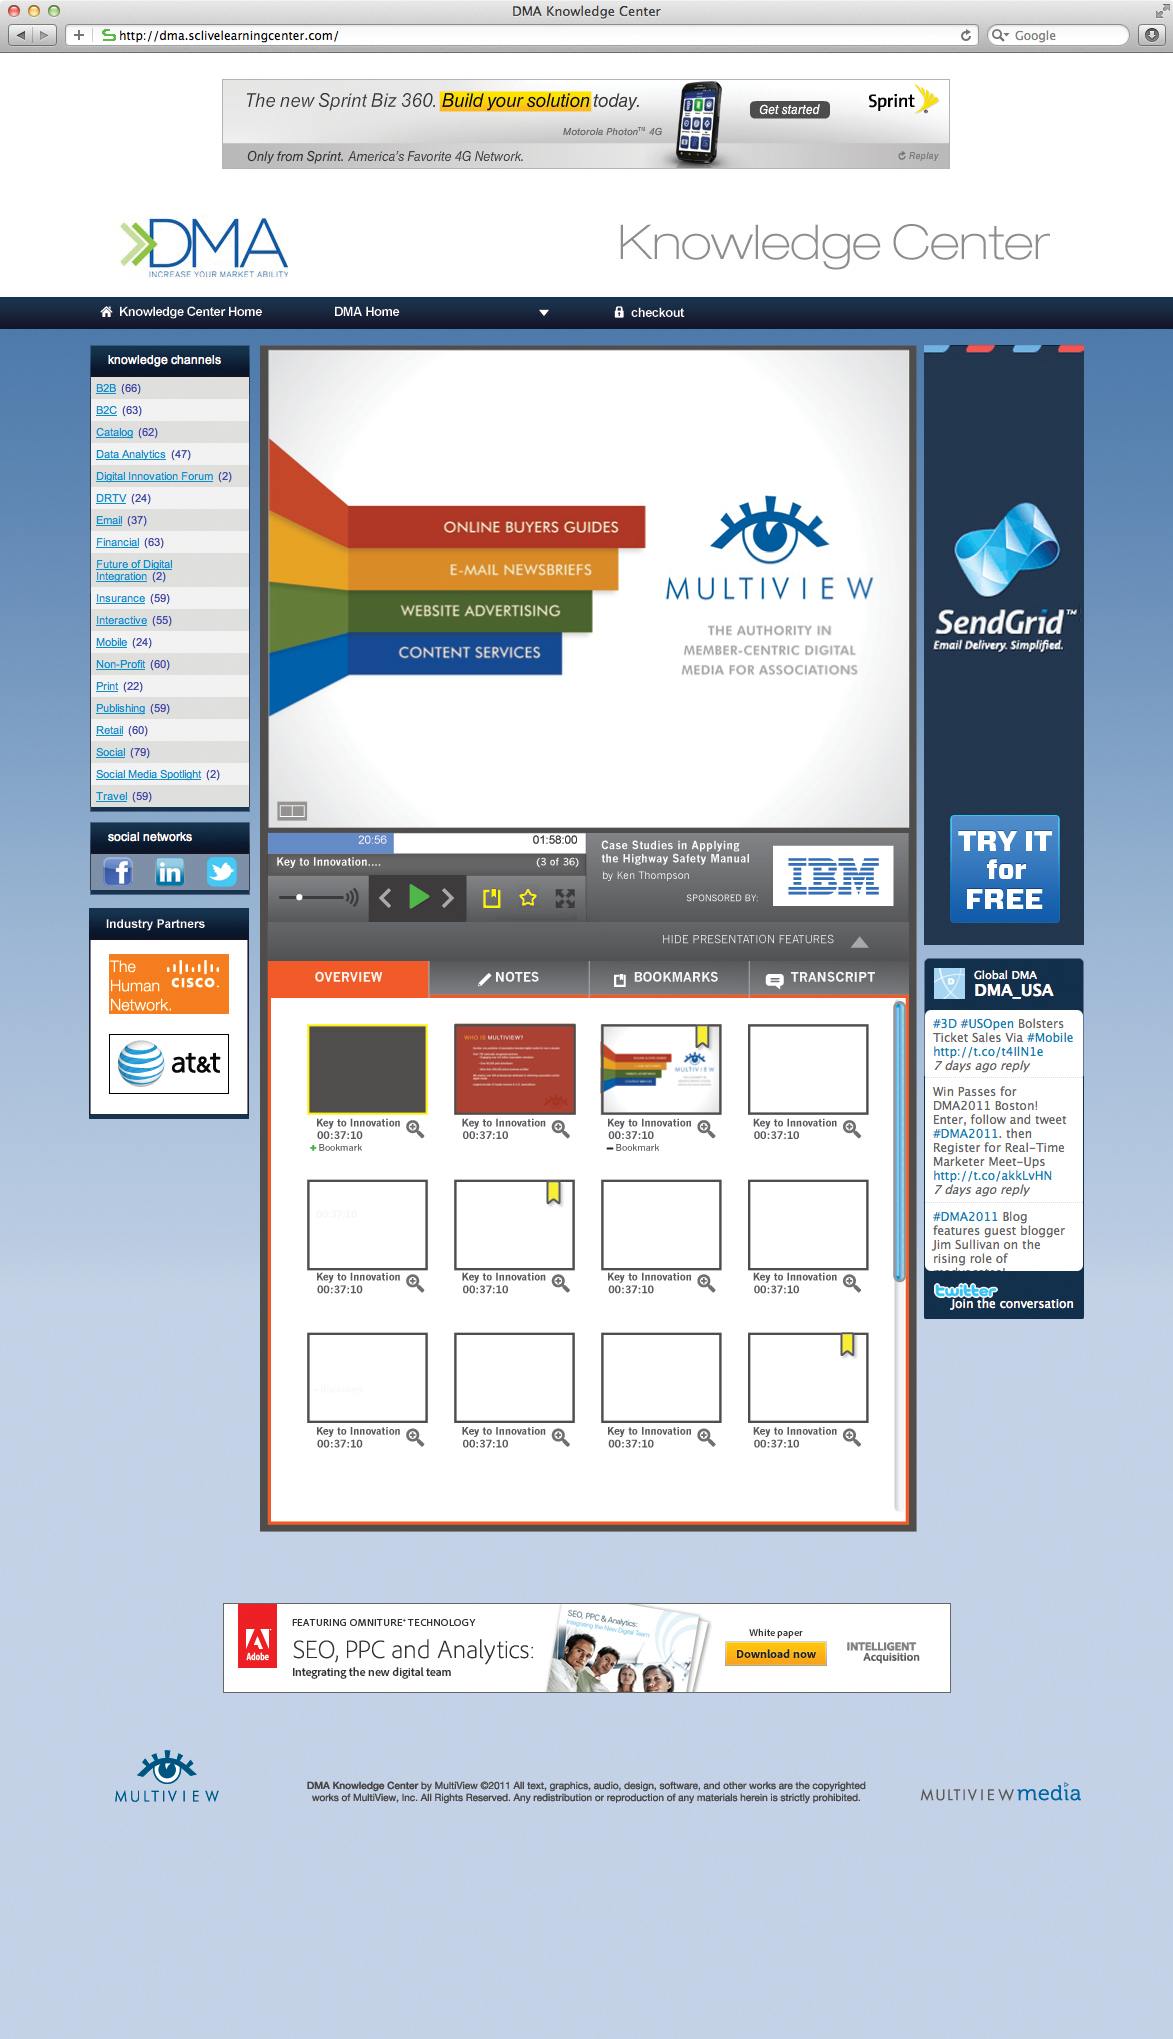 DMA Knowledge Center
http://dma.sclivelearningcenter.com/
Google
The new Sprint Biz 360. Build your solution today.
Motorola Photon™ 4G
Get started
Sprint
Only from Sprint. America's Favorite 4G Network.
Replay
DMA
INCREASE YOUR MARKET ABILITY
Knowledge Center
Knowledge Center Home
DMA Home
checkout
knowledge channels
B2B (66)
B2C (63)
Catalog (62)
Data Analytics (47)
Digital Innovation Forum (2)
DRTV (24)
Email (37)
Financial (63)
Future of Digital
Integration (2)
Insurance (59)
Interactive (55)
Mobile (24)
Non-Profit (60)
Print (22)
Publishing (59)
Retail (60)
Social (79)
Social Media Spotlight (2)
Travel (59)
social networks
Industry Partners
The
Human
Network.
CISCO.
at&t
ONLINE BUYERS GUIDES
E-MAIL NEWSBRIEFS
WEBSITE ADVERTISING
CONTENT SERVICES
MULTIVIEW
THE AUTHORITY IN
MEMBER-CENTRIC DIGITAL
MEDIA FOR ASSOCIATIONS
20:56
01:58:00
Key to Innovation....
(3 of 36)
Case Studies in Applying
the Highway Safety Manual
by Ken Thompson
SPONSORED BY:
IBM
HIDE PRESENTATION FEATURES
OVERVIEW
NOTES
BOOKMARKS
TRANSCRIPT
WHO IS MULTIVIEW?
MULTIVIEW
Key to Innovation
00:37:10
+ Bookmark
Key to Innovation
00:37:10
Key to Innovation
00:37:10
– Bookmark
Key to Innovation
00:37:10
00:37:10
Key to Innovation
00:37:10
Key to Innovation
00:37:10
Key to Innovation
00:37:10
Key to Innovation
00:37:10
Key to Innovation
00:37:10
Key to Innovation
00:37:10
Key to Innovation
00:37:10
Key to Innovation
00:37:10
SendGrid™
Email Delivery. Simplified.
TRY IT
for
FREE
Global DMA
DMA_USA
#3D #USOpen Bolsters
Ticket Sales Via #Mobile
http://t.co/t4llN1e
7 days ago reply
Win Passes for
DMA2011 Boston!
Enter, follow and tweet
#DMA2011. then
Register for Real-Time
Marketer Meet-Ups
http://t.co/akkLvHN
7 days ago reply
#DMA2011 Blog
features guest blogger
Jim Sullivan on the
rising role of
twitter
Join the conversation
Adobe
FEATURING OMNITURE® TECHNOLOGY
SEO, PPC and Analytics:
Integrating the new digital team
SEO, PPC & Analytics:
Integrating the New Digital Team
White paper
Download now
INTELLIGENT
Acquisition
MULTIVIEW
DMA Knowledge Center by MultiView ©2011 All text, graphics, audio, design, software, and other works are the copyrighted
works of MultiView, Inc. All Rights Reserved. Any redistribution or reproduction of any materials herein is strictly prohibited.
MULTIVIEW media